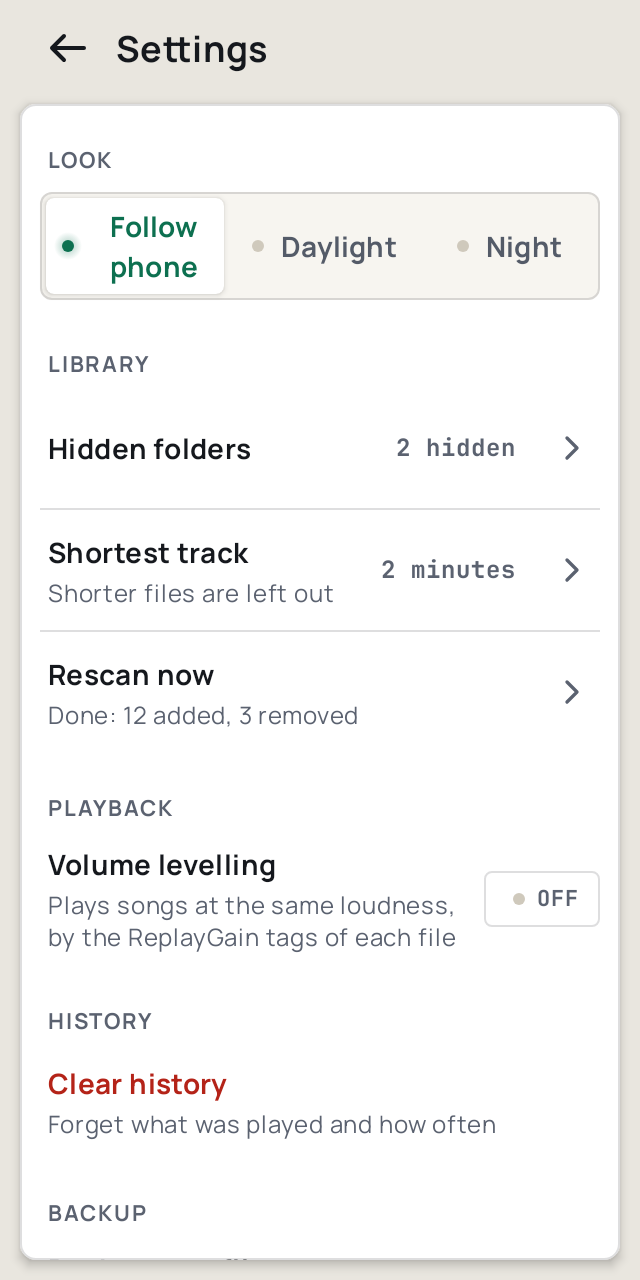 Settings
LOOK
Follow
phone
Daylight
Night
LIBRARY
Hidden folders
2 hidden
Shortest track
Shorter files are left out
2 minutes
Rescan now
Done: 12 added, 3 removed
PLAYBACK
Volume levelling
Plays songs at the same loudness,
by the ReplayGain tags of each file
OFF
HISTORY
Clear history
Forget what was played and how often
BACKUP